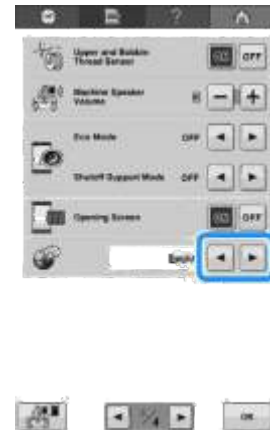 ?
Upper and Bobbin
Thread Sensor
OFF
Machine Speaker
Volume
− +
Eco Mode
OFF
Shutoff Support Mode
OFF
Opening Screen
OFF
OK